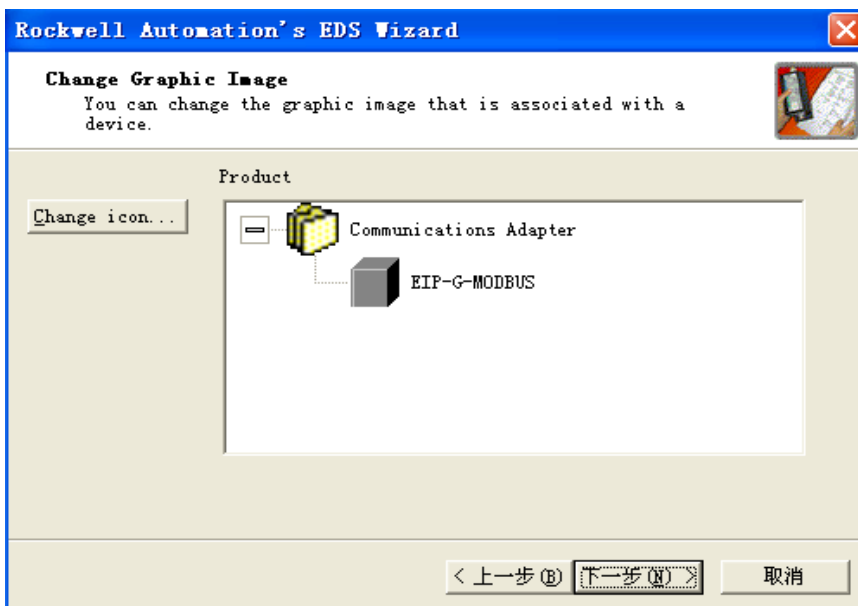 Rockwell Automation's EDS Wizard
Change Graphic Image
You can change the graphic image that is associated with a
device.
Product
Change icon...
Communications Adapter
EIP-G-MODBUS
< 上一步(B)
下一步(N) >
取消